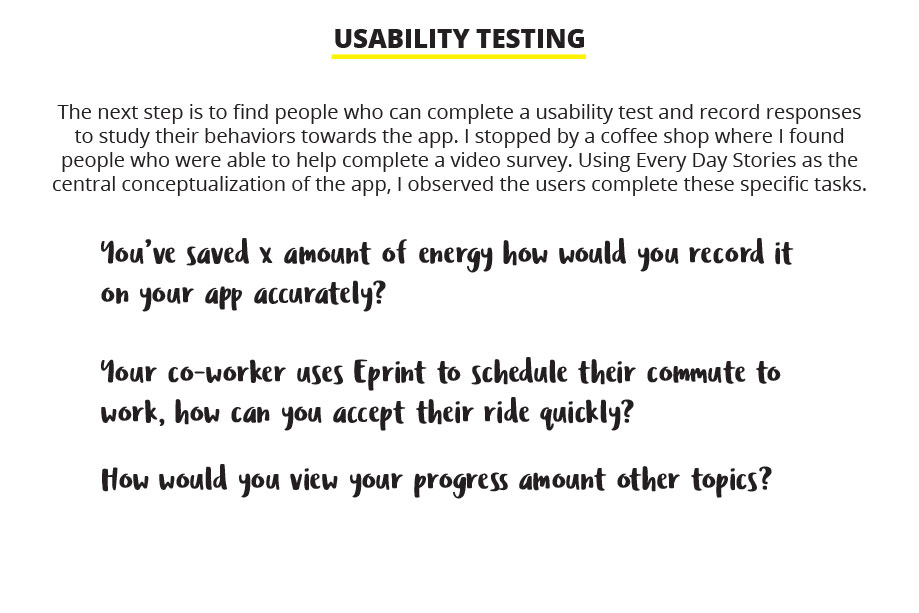 USABILITY TESTING
The next step is to find people who can complete a usability test and record responses
to study their behaviors towards the app. I stopped by a coffee shop where I found
people who were able to help complete a video survey. Using Every Day Stories as the
central conceptualization of the app, I observed the users complete these specific tasks.
You've saved x amount of energy how would you record it
on your app accurately?
Your co-worker uses Eprint to schedule their commute to
work, how can you accept their ride quickly?
How would you view your progress amount other topics?